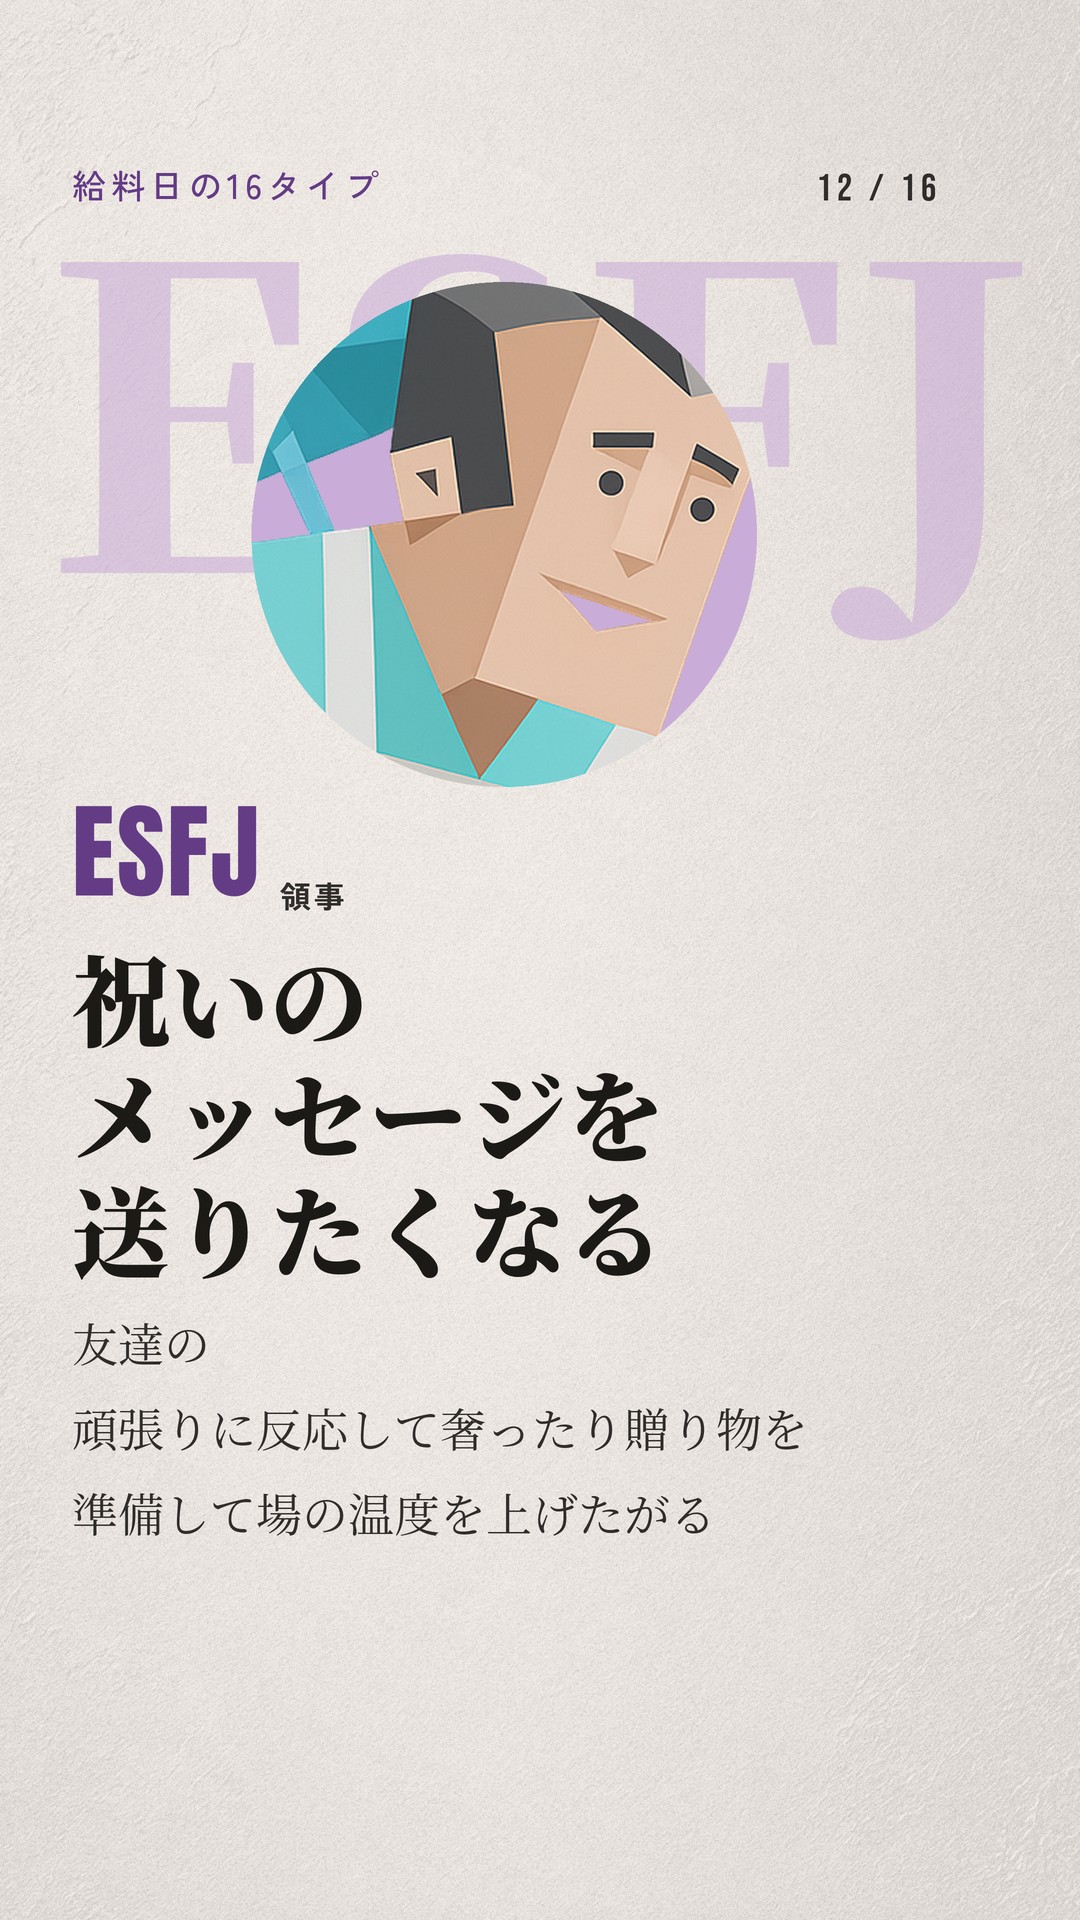 給料日の16タイプ
12 / 16
ESFJ
ESFJ 領事
祝いの
メッセージを
送りたくなる
友達の
頑張りに反応して奢ったり贈り物を
準備して場の温度を上げたがる